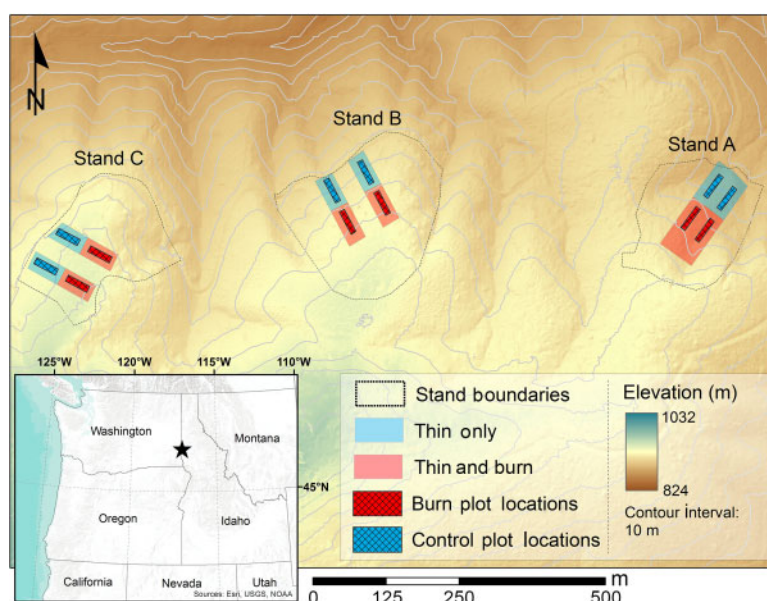 N
Stand C
Stand B
Stand A
125°W 120°W 115°W 110°W
45°N
Washington
Montana
Oregon
Idaho
California
Nevada
Utah
Sources: Esri, USGS, NOAA
Stand boundaries
Thin only
Thin and burn
Burn plot locations
Control plot locations
Elevation (m)
1032
824
Contour interval:
10 m
0 125 250 500 m